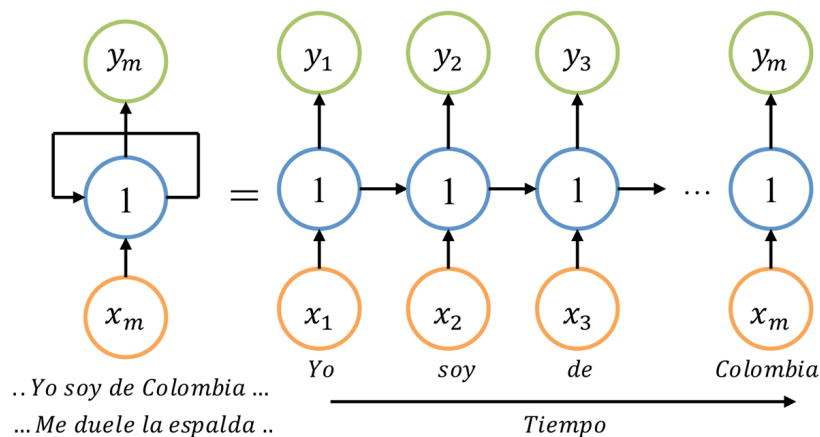 y_m y_1 y_2 y_3 y_m
1 = 1 1 1 ... 1
x_m x_1 x_2 x_3 x_m
Yo soy de Colombia
.. Yo soy de Colombia ...
... Me duele la espalda ..
Tiempo